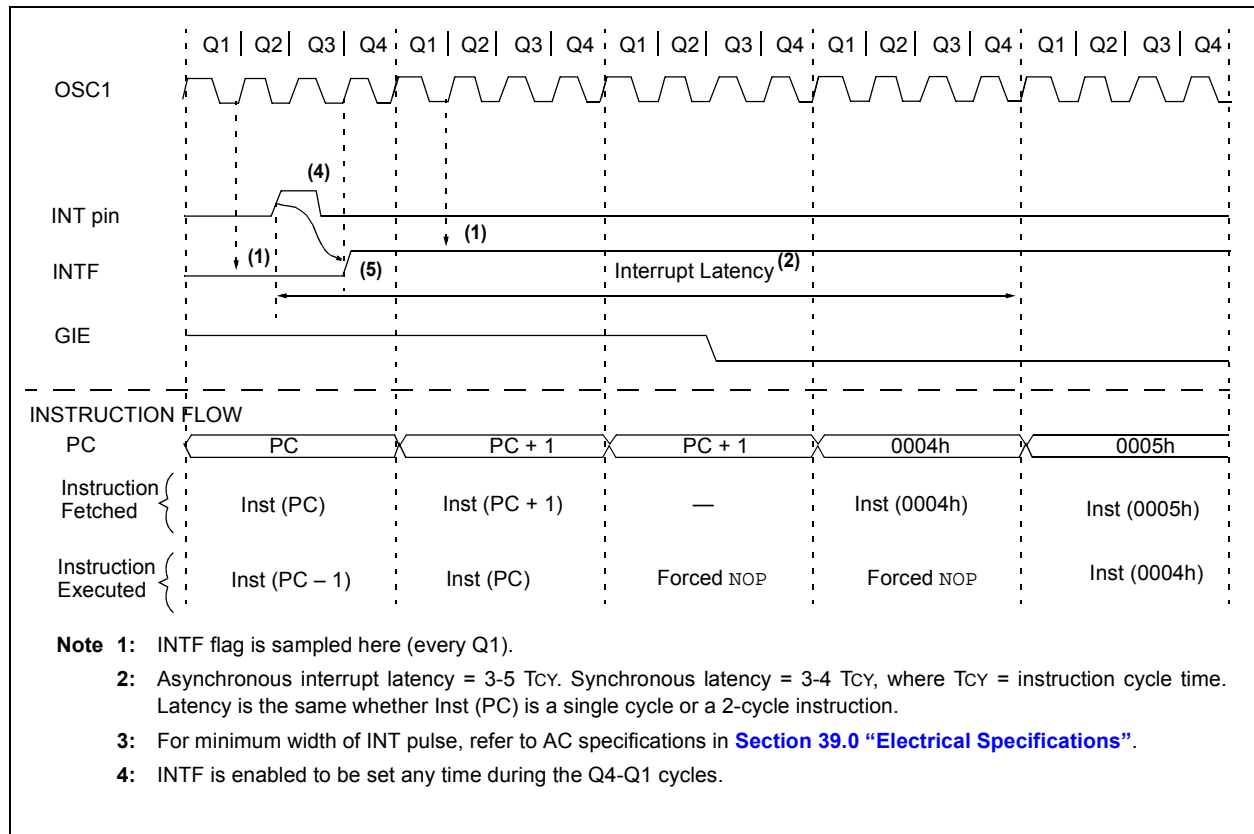 Q1 Q2 Q3 Q4 Q1 Q2 Q3 Q4 Q1 Q2 Q3 Q4 Q1 Q2 Q3 Q4 Q1 Q2 Q3 Q4
OSC1
(4)
INT pin
(1)
(1)
INTF
(5)
Interrupt Latency(2)
GIE
INSTRUCTION FLOW
PC PC PC + 1 PC + 1 0004h 0005h
Instruction
Fetched
Inst (PC) Inst (PC + 1) — Inst (0004h) Inst (0005h)
Instruction
Executed
Inst (PC – 1) Inst (PC) Forced NOP Forced NOP Inst (0004h)
Note 1: INTF flag is sampled here (every Q1).
2: Asynchronous interrupt latency = 3-5 TCY. Synchronous latency = 3-4 TCY, where TCY = instruction cycle time.
Latency is the same whether Inst (PC) is a single cycle or a 2-cycle instruction.
3: For minimum width of INT pulse, refer to AC specifications in Section 39.0 “Electrical Specifications”.
4: INTF is enabled to be set any time during the Q4-Q1 cycles.